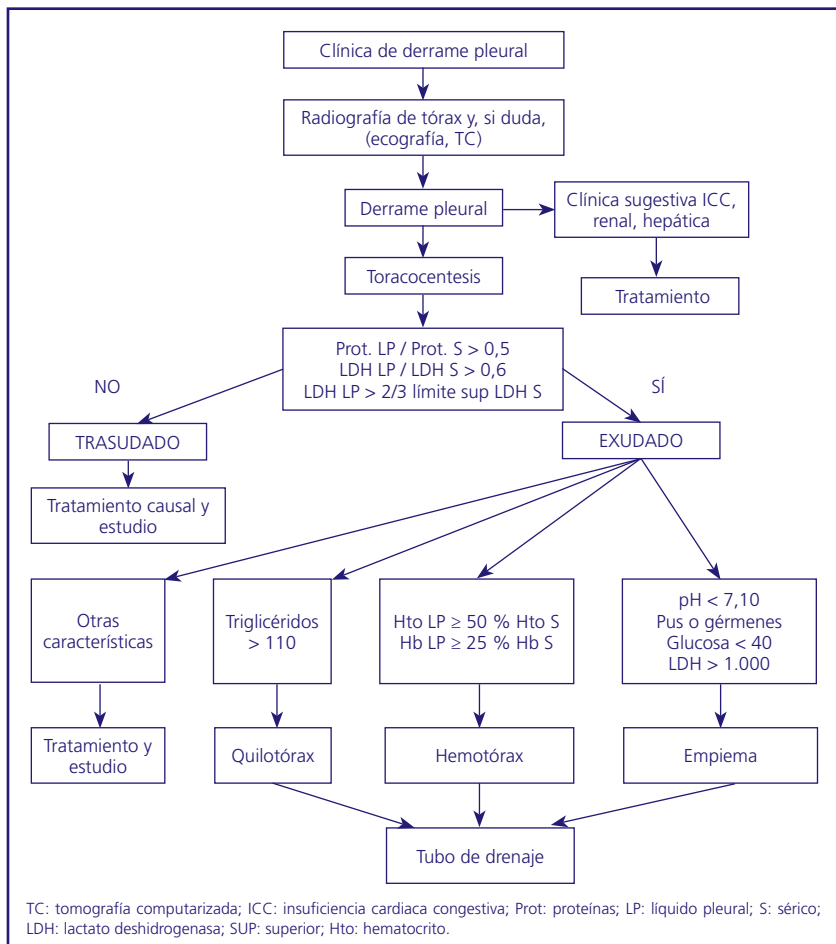 Clínica de derrame pleural
Radiografía de tórax y, si duda,
(ecografía, TC)
Derrame pleural
Clínica sugestiva ICC,
renal, hepática
Toracocentesis
Tratamiento
Prot. LP / Prot. S > 0,5
LDH LP / LDH S > 0,6
LDH LP > 2/3 límite sup LDH S
NO
SÍ
TRASUDADO
EXUDADO
Tratamiento causal y
estudio
Otras
características
Triglicéridos
> 110
Hto LP ≥ 50 % Hto S
Hb LP ≥ 25 % Hb S
pH < 7,10
Pus o gérmenes
Glucosa < 40
LDH > 1.000
Tratamiento y
estudio
Quilotórax
Hemotórax
Empiema
Tubo de drenaje
TC: tomografía computarizada; ICC: insuficiencia cardiaca congestiva; Prot: proteínas; LP: líquido pleural; S: sérico;
LDH: lactato deshidrogenasa; SUP: superior; Hto: hematocrito.